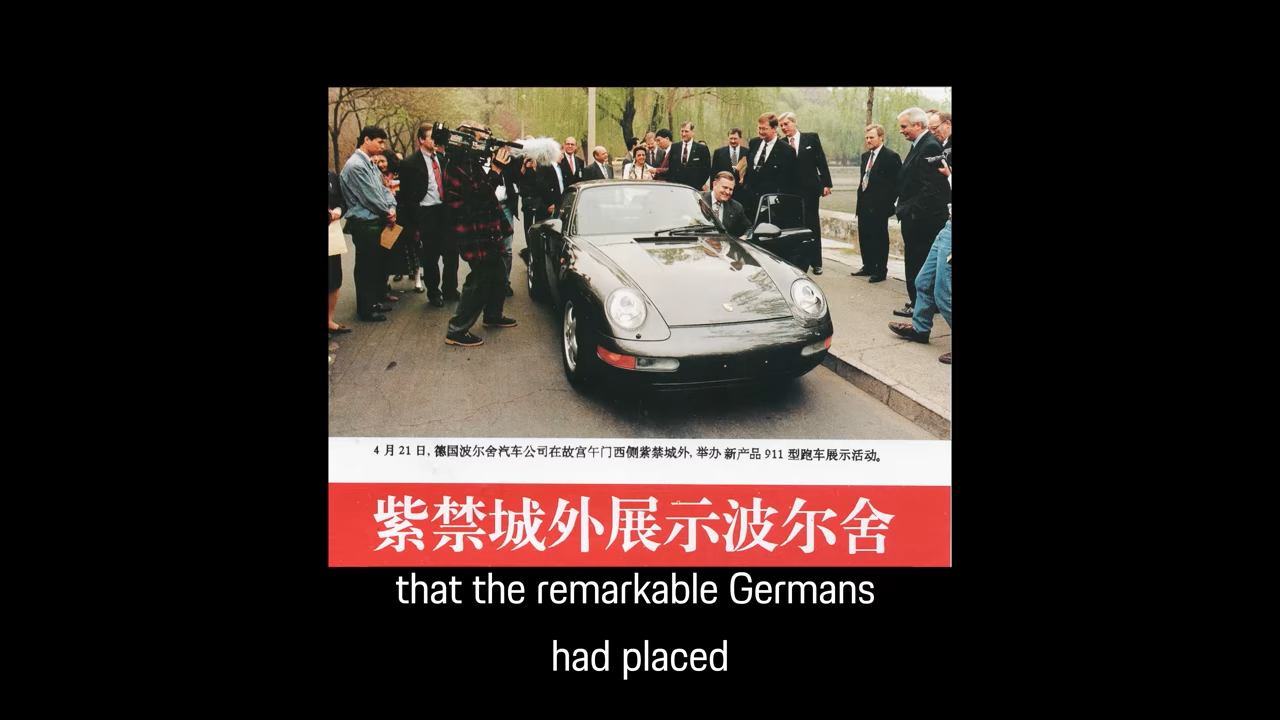 4月21日,德国波尔舍汽车公司在故宫午门西侧紫禁城外,举办新产品911型跑车展示活动。
紫禁城外展示波尔舍
that the remarkable Germans
had placed